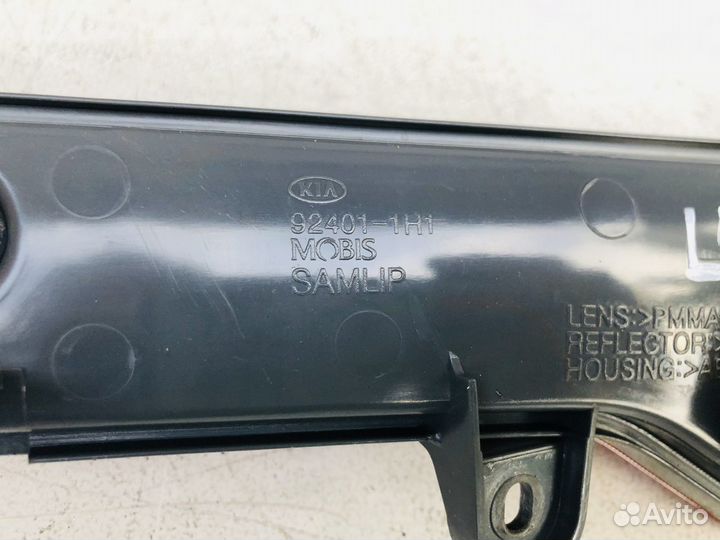 KIA
92401-1H1
MOBIS
SAMLIP
L
LENS:>PMMA
REFLECTOR:>
HOUSING:>A
Avito